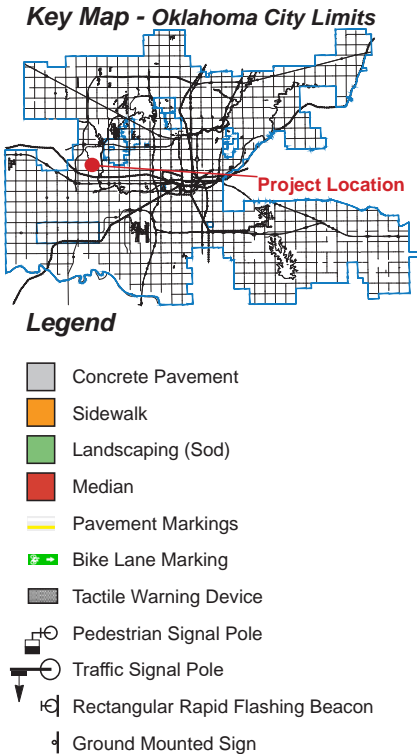 Key Map - Oklahoma City Limits
Project Location
Legend
Concrete Pavement
Sidewalk
Landscaping (Sod)
Median
Pavement Markings
Bike Lane Marking
Tactile Warning Device
Pedestrian Signal Pole
Traffic Signal Pole
Rectangular Rapid Flashing Beacon
Ground Mounted Sign